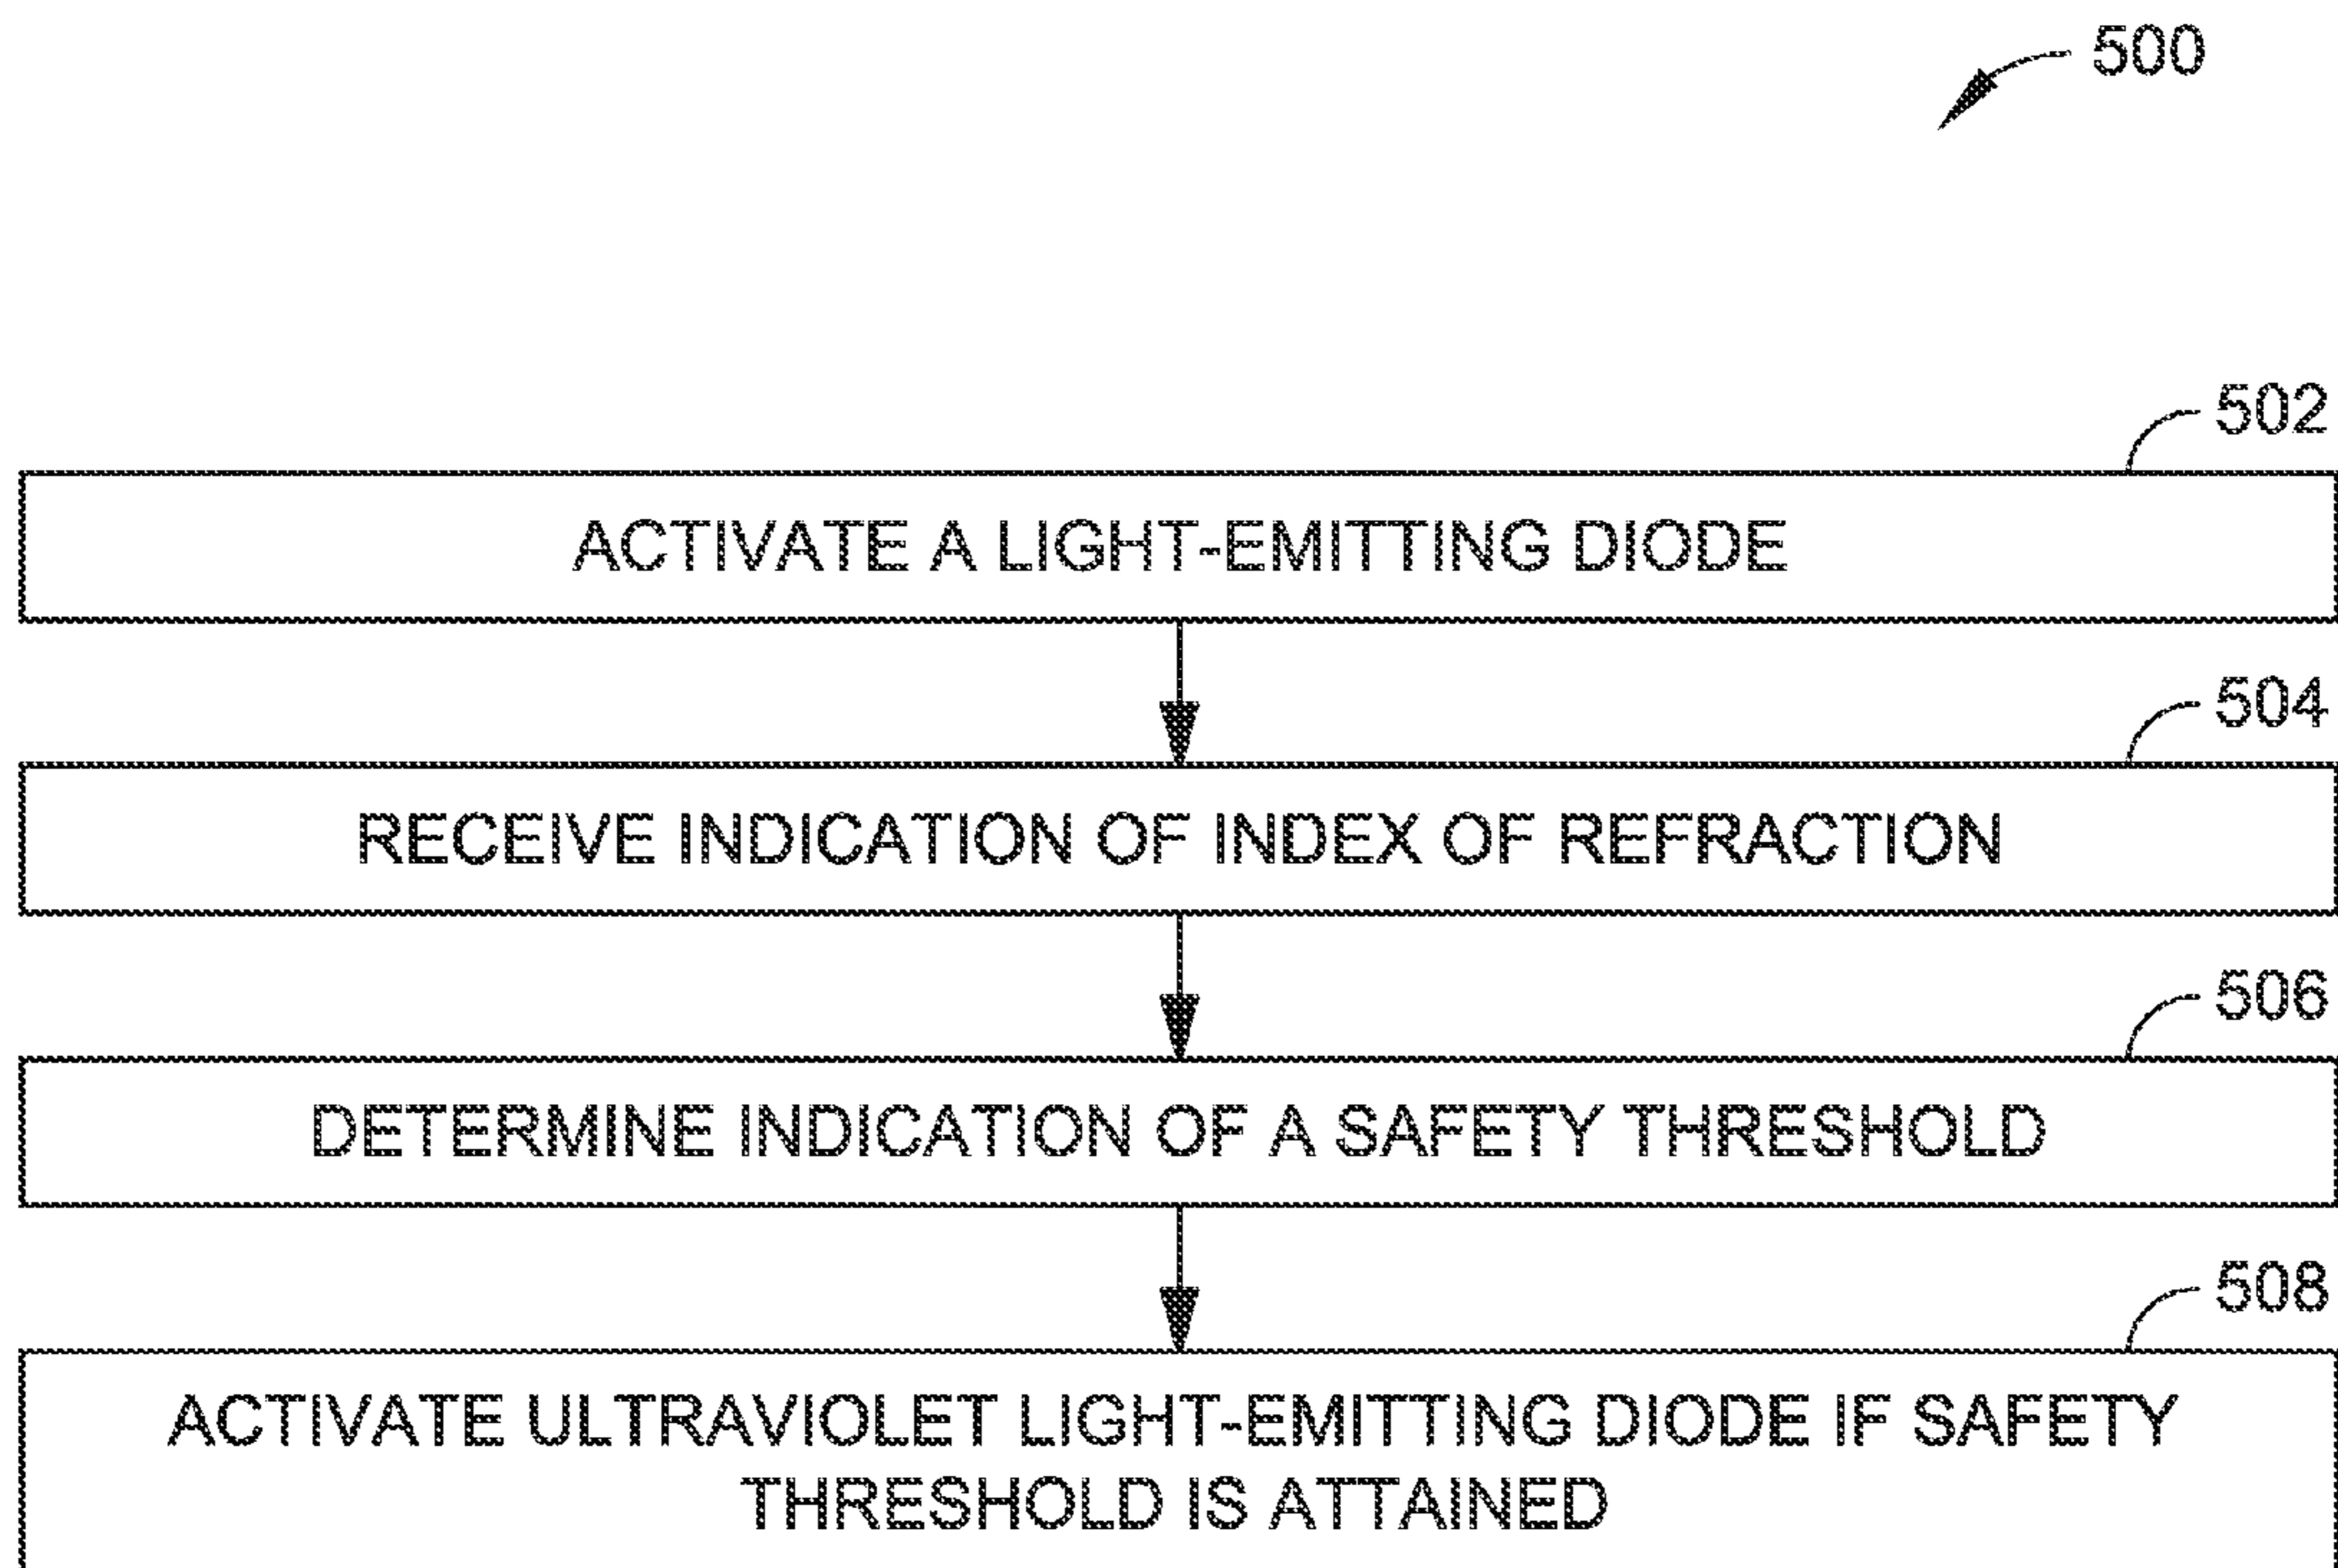 500
502
ACTIVATE A LIGHT-EMITTING DIODE
504
RECEIVE INDICATION OF INDEX OF REFRACTION
506
DETERMINE INDICATION OF A SAFETY THRESHOLD
508
ACTIVATE ULTRAVIOLET LIGHT-EMITTING DIODE IF SAFETY
THRESHOLD IS ATTAINED